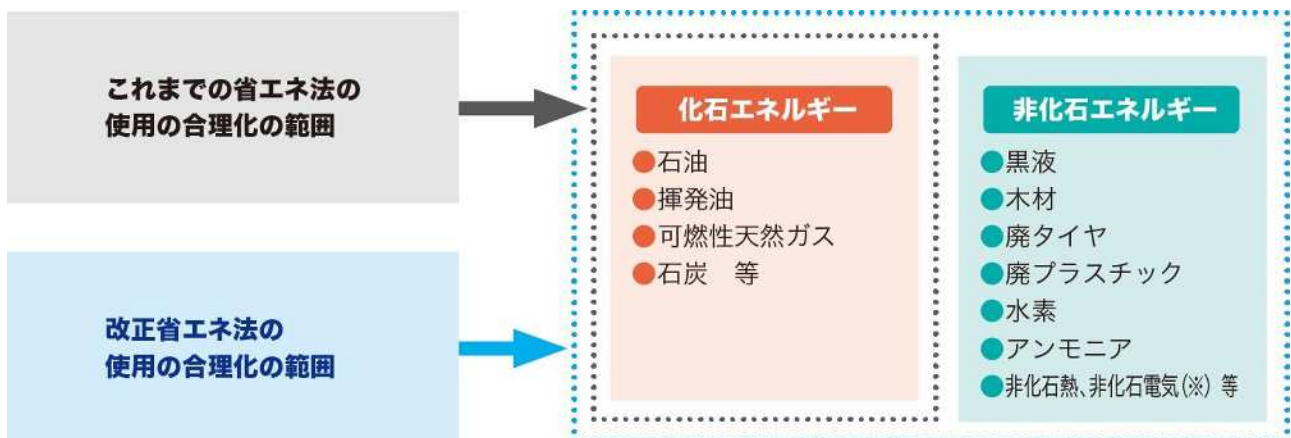 これまでの省エネ法の
使用の合理化の範囲
改正省エネ法の
使用の合理化の範囲
化石エネルギー
●石油
●揮発油
●可燃性天然ガス
●石炭　等
非化石エネルギー
●黒液
●木材
●廃タイヤ
●廃プラスチック
●水素
●アンモニア
●非化石熱、非化石電気(※) 等